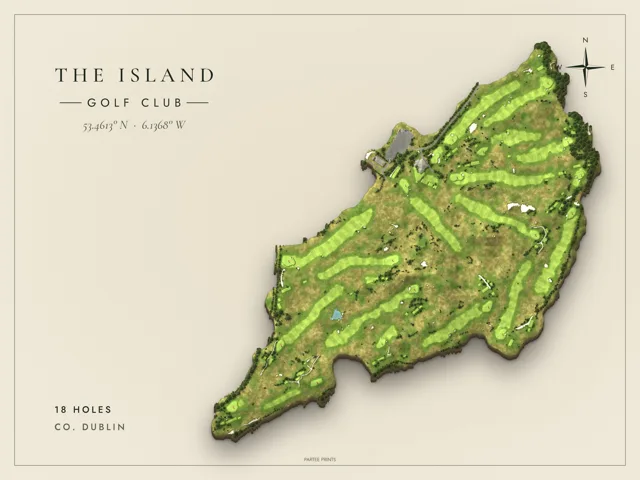 THE ISLAND
GOLF CLUB
53.4613° N - 6.1368° W
N
W E
S
18 HOLES
CO. DUBLIN
PARTEE PRINTS